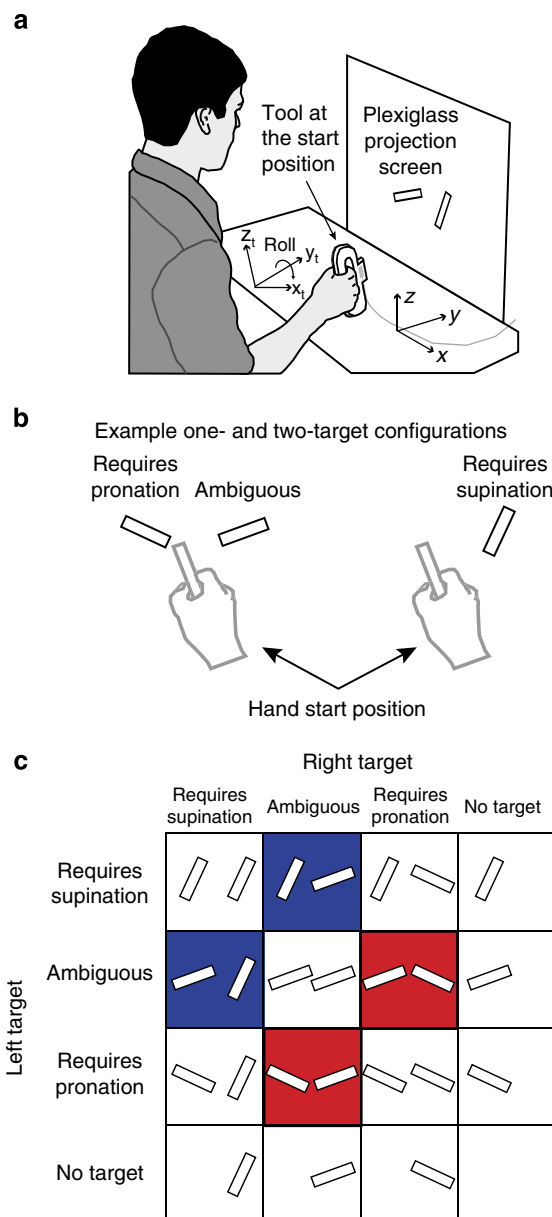 a
Tool at
the start
position
Plexiglass
projection
screen
zt
Roll
yt
xt
z
y
x
b
Example one- and two-target configurations
Requires
pronation
Ambiguous
Requires
supination
Hand start position
c
Right target
Requires
supination
Ambiguous
Requires
pronation
No target
Left target
Requires
supination
Ambiguous
Requires
pronation
No target